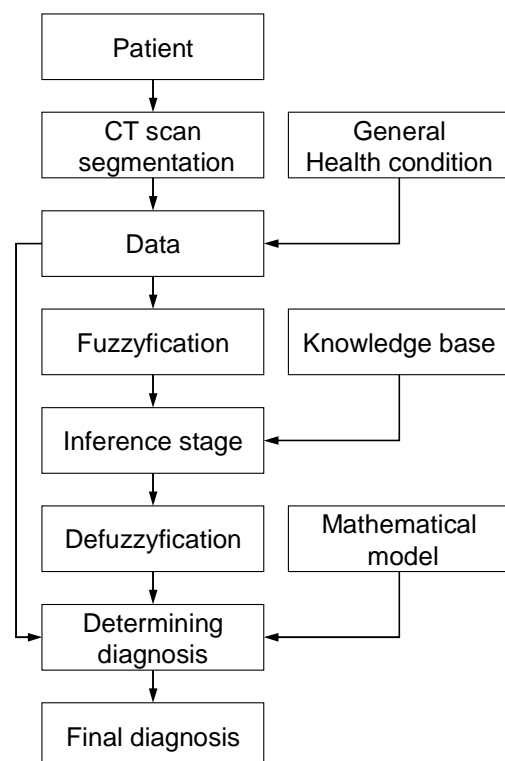 Patient
CT scan
segmentation
General
Health condition
Data
Fuzzyfication
Knowledge base
Inference stage
Defuzzyfication
Mathematical
model
Determining
diagnosis
Final diagnosis